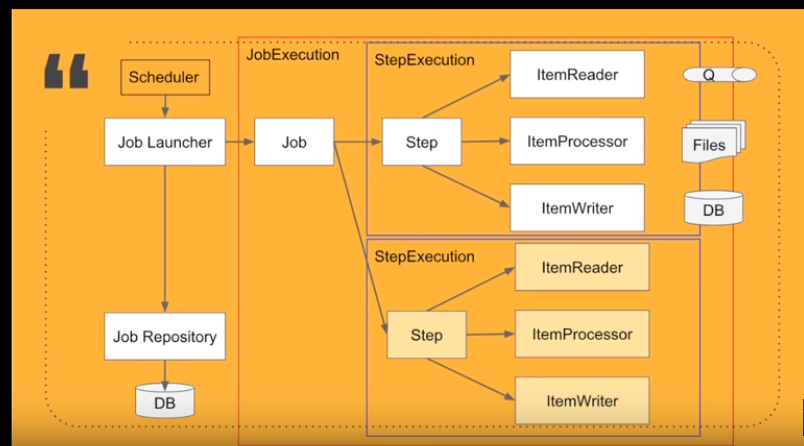 “
JobExecution
StepExecution
Scheduler
ItemReader
Q
Job Launcher
Job
Step
ItemProcessor
Files
ItemWriter
DB
StepExecution
ItemReader
Job Repository
Step
ItemProcessor
DB
ItemWriter